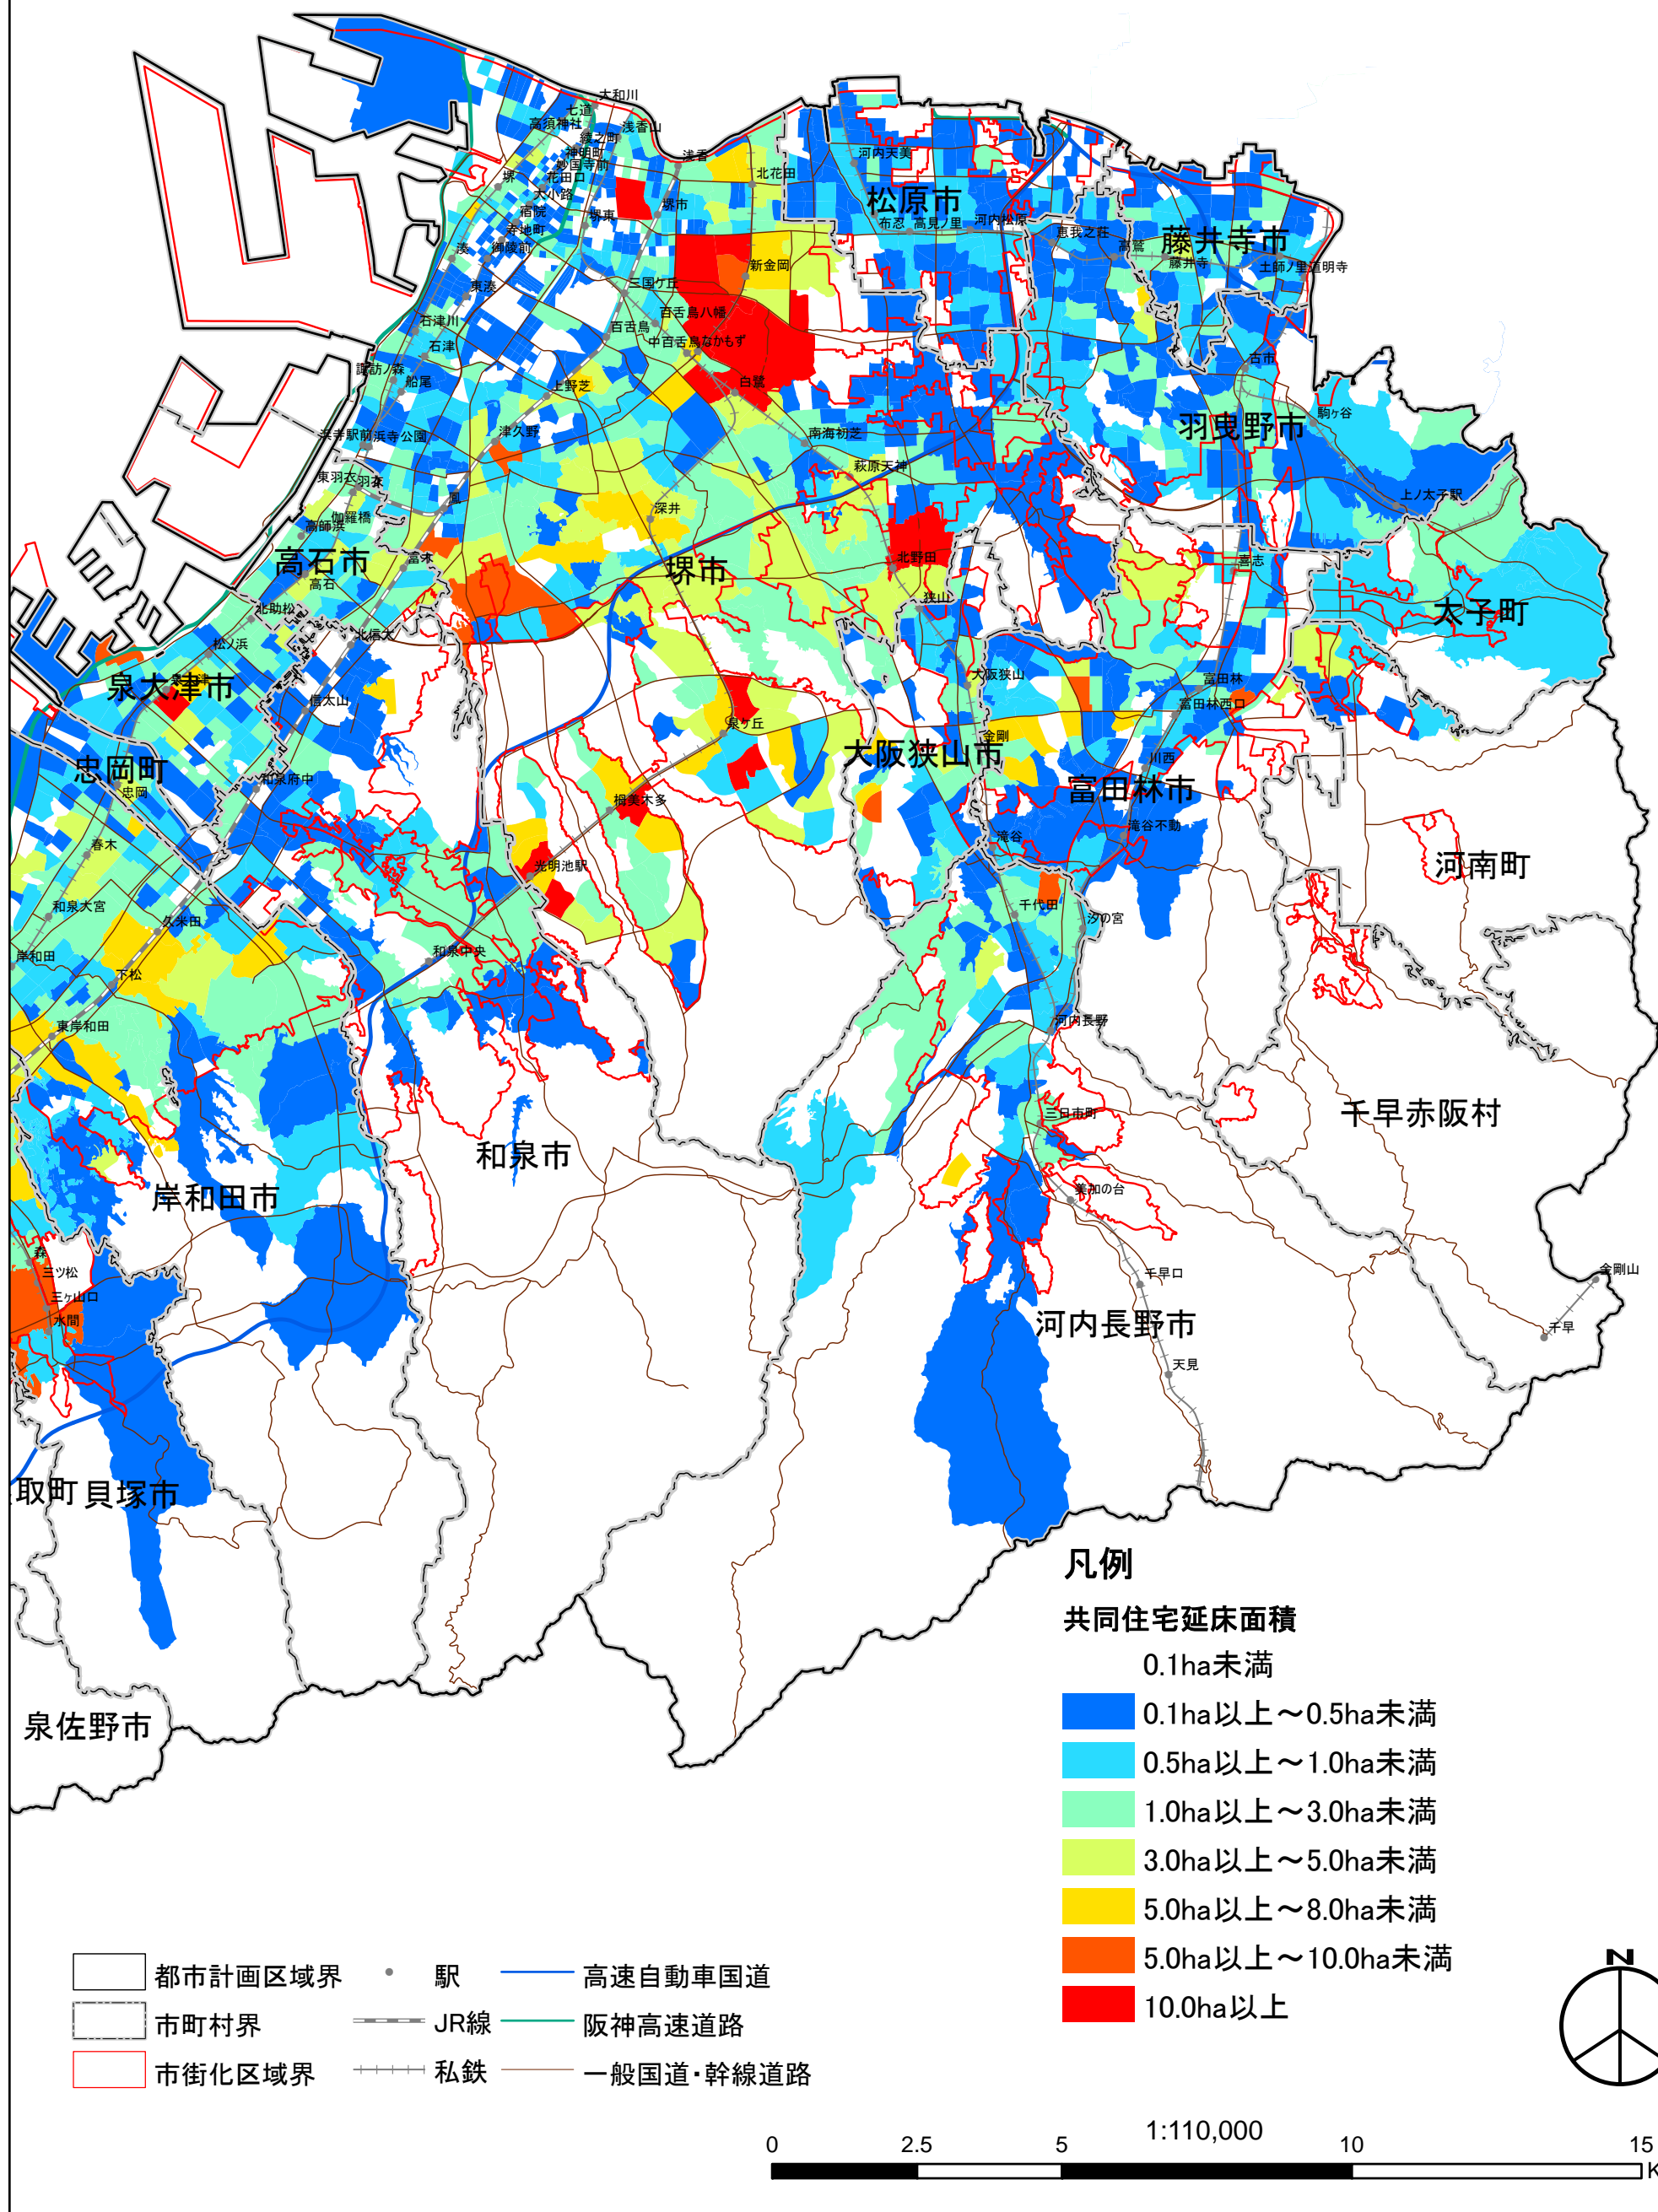 大和川
七道
高須神社
浅香山
綾之町
神明町
妙国寺前
花田口
浅香
北花田
堺
大小路
宿院
堺東
堺市
寺地町
湊
御陵前
東湊
新金岡
三国ケ丘
百舌鳥八幡
百舌鳥
中百舌鳥
なかもず
白鷺
石津川
石津
諏訪ノ森
船尾
上野芝
浜寺駅前
浜寺公園
津久野
南海初芝
萩原天神
東羽衣
羽衣
鳳
伽羅橋
高師浜
深井
河内天美
松原市
布忍
高見ノ里
河内松原
恵我之荘
高鷲
藤井寺市
藤井寺
土師ノ里
道明寺
古市
駒ヶ谷
羽曳野市
上ノ太子駅
高石市
高石
富木
堺市
北野田
狭山
喜志
太子町
北助松
松ノ浜
北信太
泉大津市
信太山
大阪狭山
富田林
富田林西口
泉ヶ丘
金剛
大阪狭山市
川西
富田林市
忠岡町
忠岡
和泉府中
栂美木多
滝谷
滝谷不動
春木
光明池駅
河南町
和泉大宮
久米田
千代田
汐の宮
岸和田
和泉中央
下松
東岸和田
河内長野
三日市町
千早赤阪村
和泉市
岸和田市
美加の台
森
三ツ松
三ヶ山口
水間
千早口
金剛山
河内長野市
千早
天見
取町
貝塚市
泉佐野市
凡例
共同住宅延床面積
0.1ha未満
0.1ha以上～0.5ha未満
0.5ha以上～1.0ha未満
1.0ha以上～3.0ha未満
3.0ha以上～5.0ha未満
5.0ha以上～8.0ha未満
5.0ha以上～10.0ha未満
10.0ha以上
都市計画区域界
駅
高速自動車国道
市町村界
JR線
阪神高速道路
市街化区域界
私鉄
一般国道・幹線道路
N
1:110,000
0 2.5 5 10 15
K